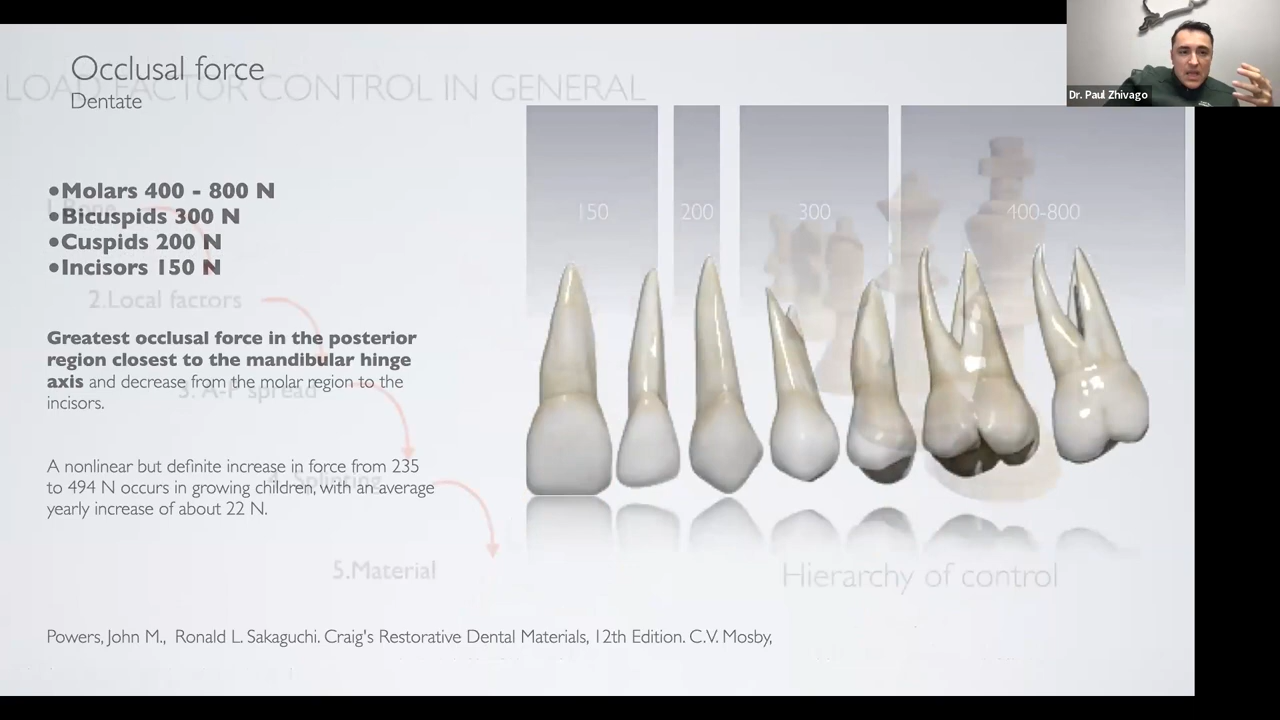 Occlusal force
LOAD FACTOR CONTROL IN GENERAL
Dentate
•Molars 400 - 800 N
•Bicuspids 300 N
•Cuspids 200 N
•Incisors 150 N
2.Local factors
Greatest occlusal force in the posterior
region closest to the mandibular hinge
axis and decrease from the molar region to the
incisors.
3. A-P spread
A nonlinear but definite increase in force from 235
to 494 N occurs in growing children, with an average
yearly increase of about 22 N.
4. Splinting
5.Material
150
200
300
400-800
Hierarchy of control
Powers, John M., Ronald L. Sakaguchi. Craig's Restorative Dental Materials, 12th Edition. C.V. Mosby,
Dr. Paul Zhivago